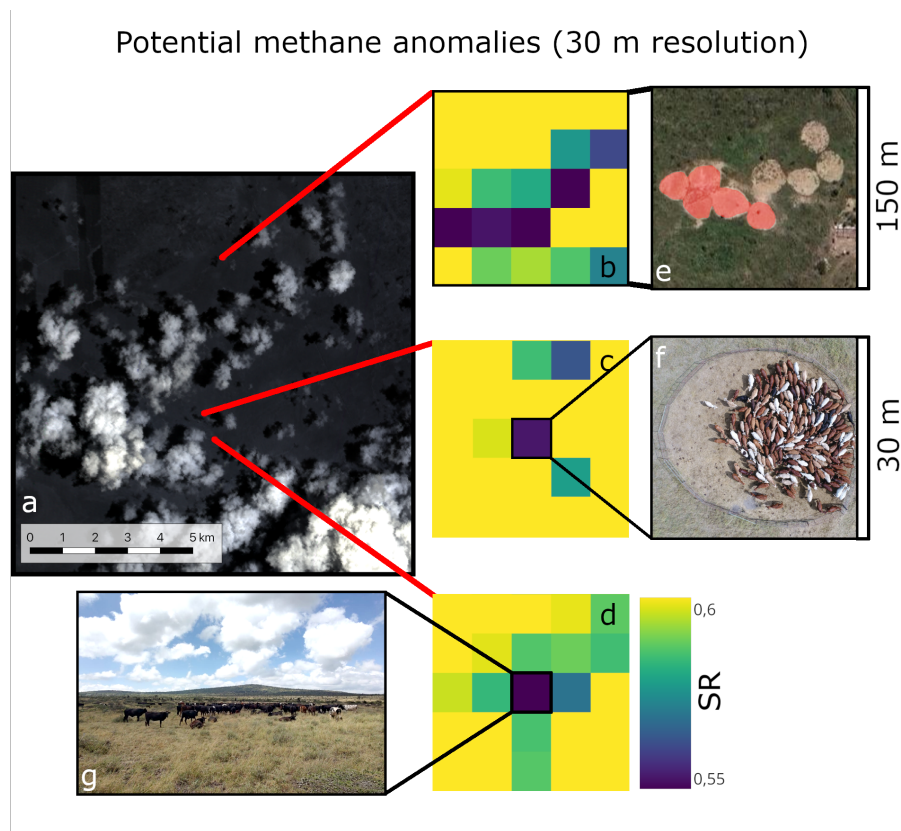 Potential methane anomalies (30 m resolution)
b
e
150 m
a
0 1 2 3 4 5 km
c
f
30 m
d
g
0,6
SR
0,55